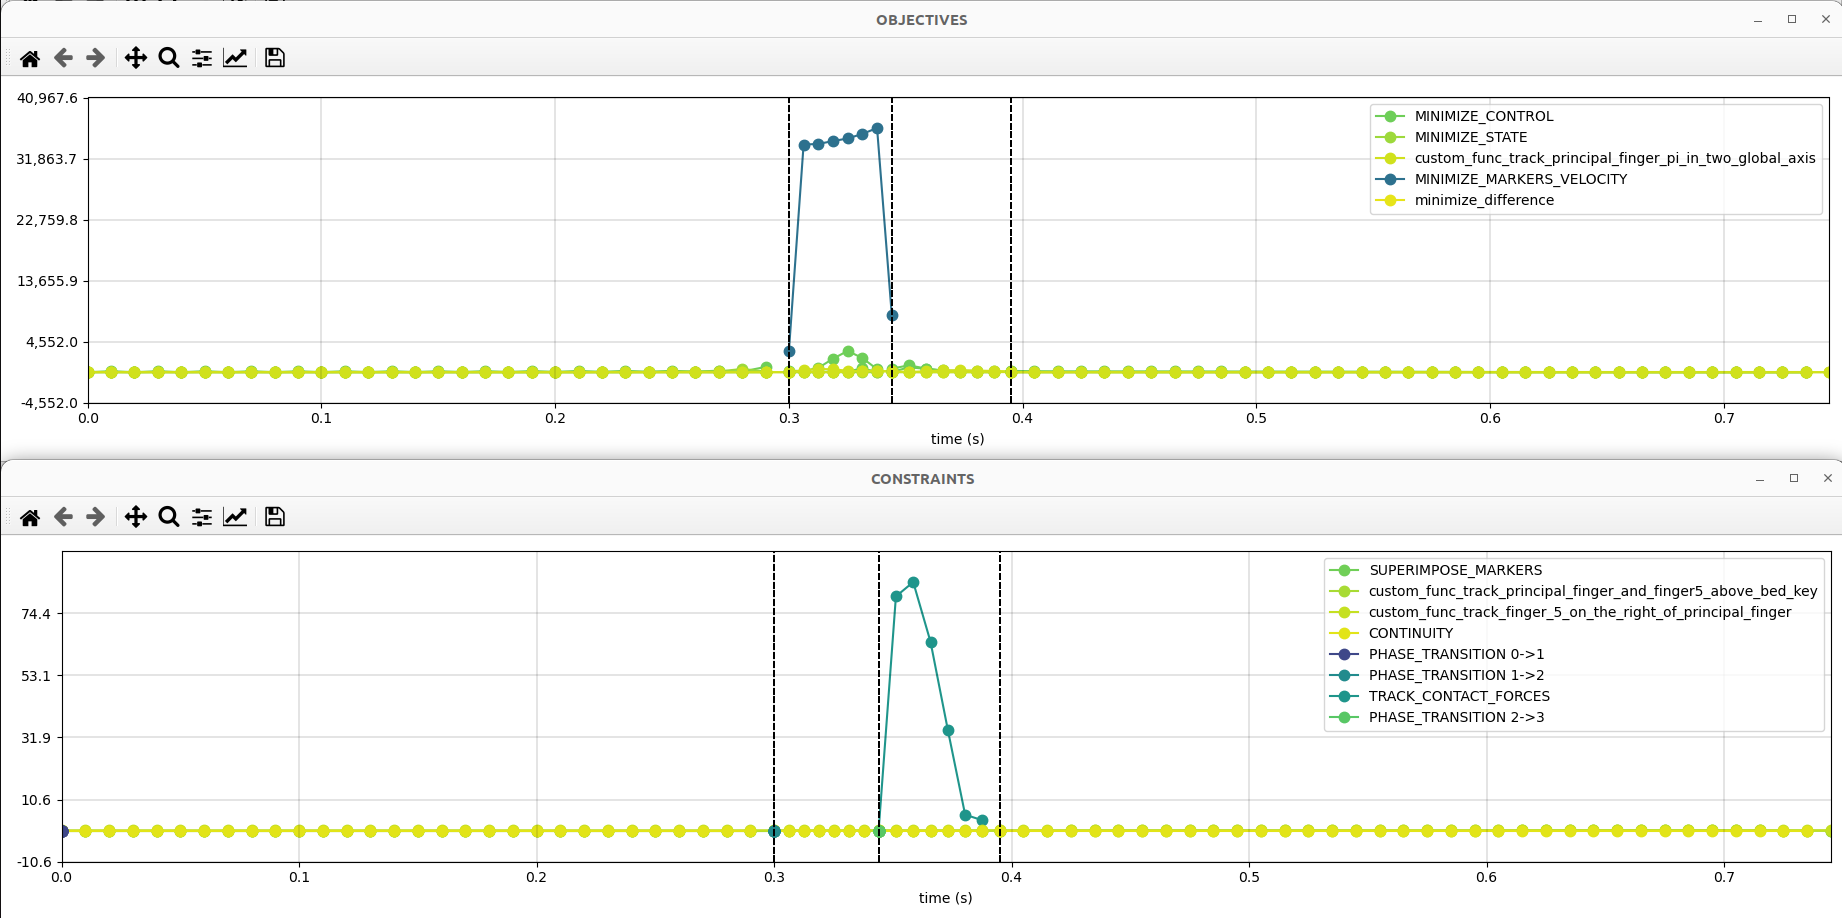 OBJECTIVES
40,967.6
31,863.7
22,759.8
13,655.9
4,552.0
-4,552.0
MINIMIZE_CONTROL
MINIMIZE_STATE
custom_func_track_principal_finger_pi_in_two_global_axis
MINIMIZE_MARKERS_VELOCITY
minimize_difference
0.0 0.1 0.2 0.3 0.4 0.5 0.6 0.7
time (s)
CONSTRAINTS
74.4
53.1
31.9
10.6
-10.6
SUPERIMPOSE_MARKERS
custom_func_track_principal_finger_and_finger5_above_bed_key
custom_func_track_finger_5_on_the_right_of_principal_finger
CONTINUITY
PHASE_TRANSITION 0->1
PHASE_TRANSITION 1->2
TRACK_CONTACT_FORCES
PHASE_TRANSITION 2->3
0.0 0.1 0.2 0.3 0.4 0.5 0.6 0.7
time (s)